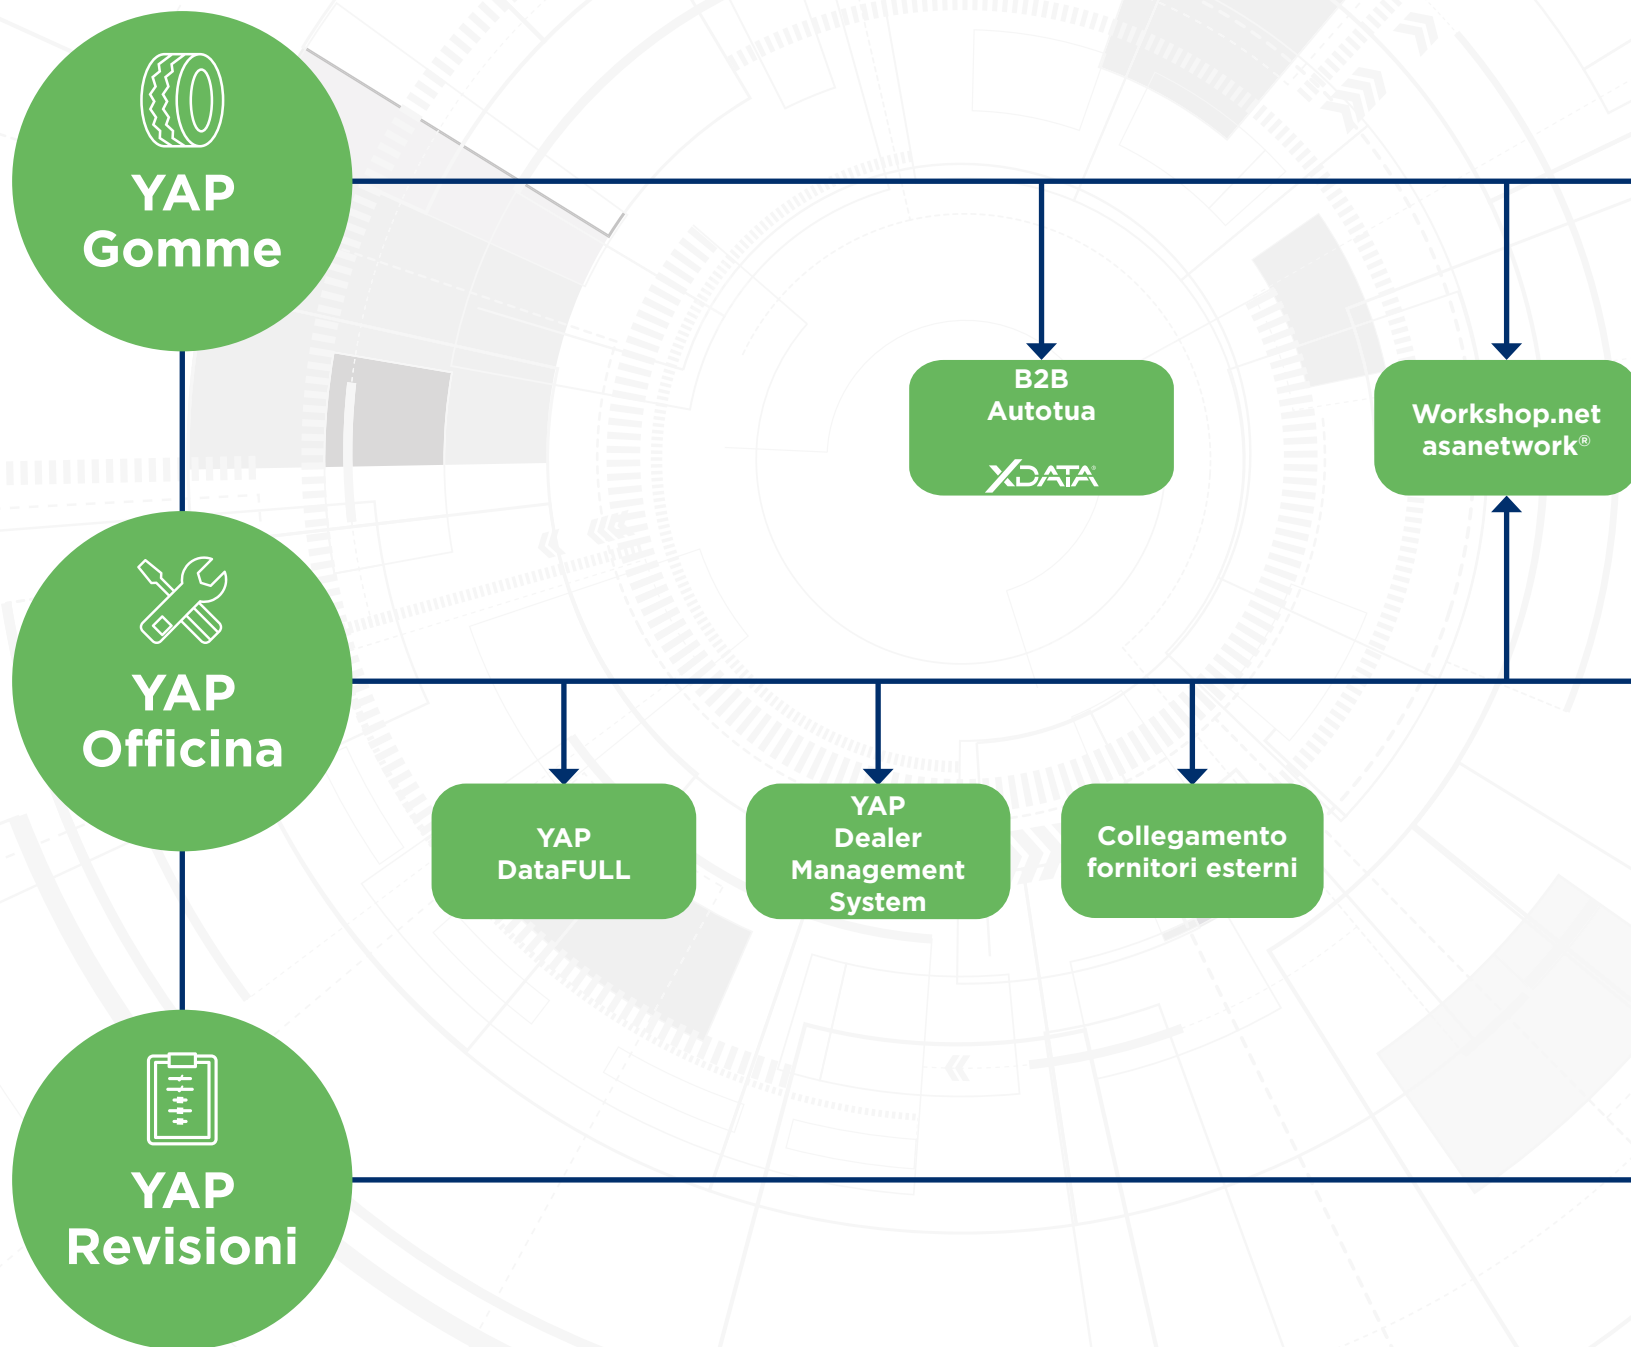 YAP
Gomme
B2B
Autotua
XDATA®
Workshop.net
asanetwork®
YAP
Officina
YAP
DataFULL
YAP
Dealer
Management
System
Collegamento
fornitori esterni
YAP
Revisioni